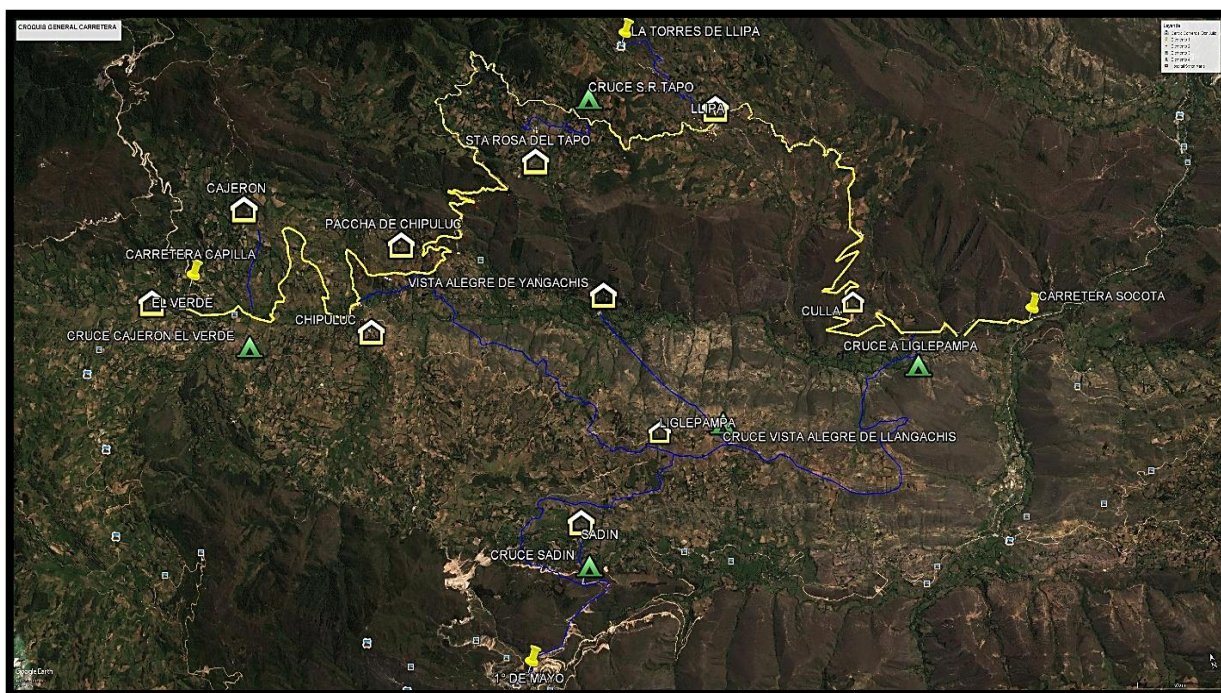 CROQUIS GENERAL CARRETERA
Leyenda
LA TORRES DE LLIPA
CRUCE S.R. TAPO
LLIPA
STA ROSA DEL TAPO
CAJERON
PACCHA DE CHIPULUC
CARRETERA CAPILLA
VISTA ALEGRE DE YANGACHIS
EL VERDE
CARRETERA SOCOTA
CULLA
CHIPULUC
CRUCE CAJERON EL VERDE
CRUCE A LIGLEPAMPA
LIGLEPAMPA
CRUCE VISTA ALEGRE DE LLANGACHIS
SADIN
CRUCE SADIN
1° DE MAYO
Google Earth